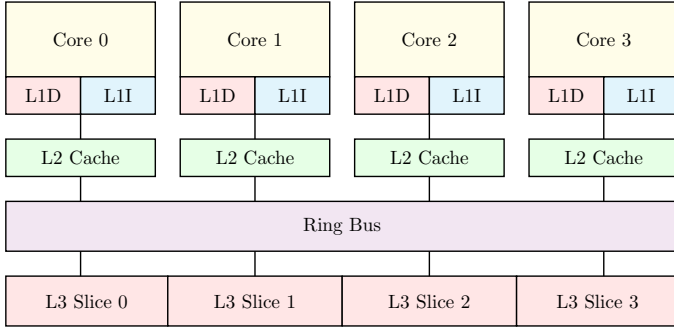 Core 0 Core 1 Core 2 Core 3
L1D L1I L1D L1I L1D L1I L1D L1I
L2 Cache L2 Cache L2 Cache L2 Cache
Ring Bus
L3 Slice 0 L3 Slice 1 L3 Slice 2 L3 Slice 3